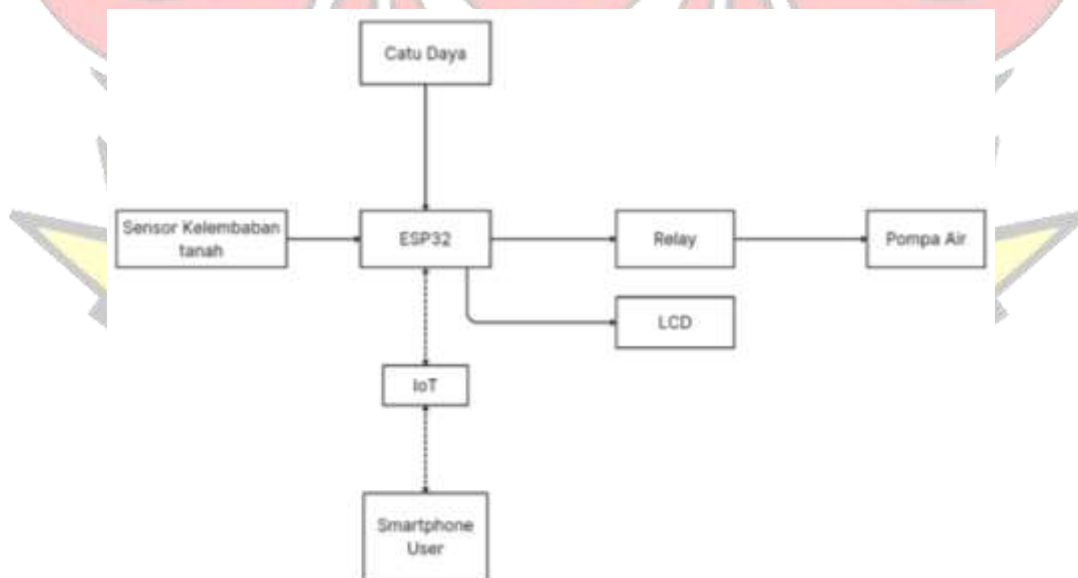 Catu Daya
Sensor Kelembaban
tanah
ESP32
Relay
Pompa Air
LCD
IoT
Smartphone
User